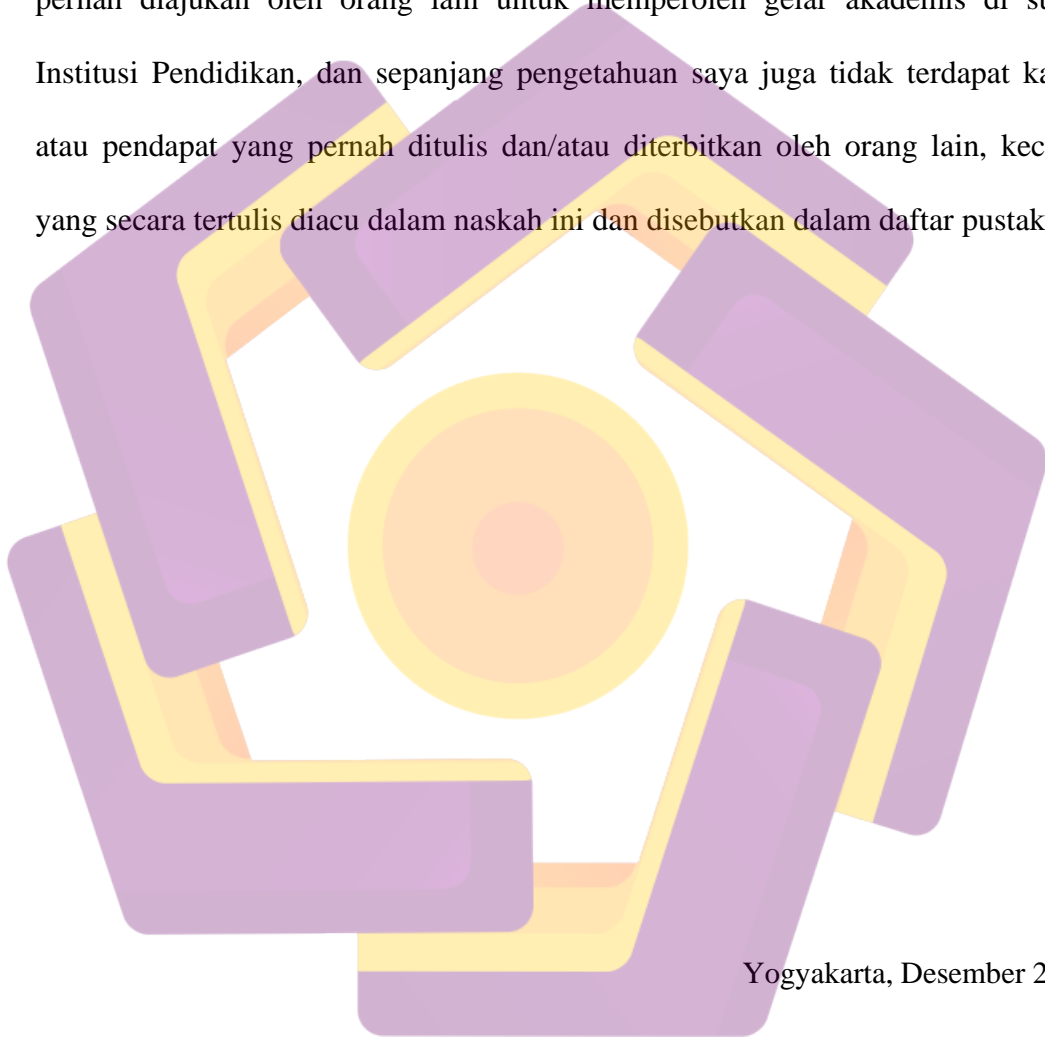 pernah diajukan oleh orang lain untuk memperoleh gelar akademis di su
Institusi Pendidikan, dan sepanjang pengetahuan saya juga tidak terdapat ka
atau pendapat yang pernah ditulis dan/atau diterbitkan oleh orang lain, kec
yang secara tertulis diacu dalam naskah ini dan disebutkan dalam daftar pustak
Yogyakarta, Desember 2